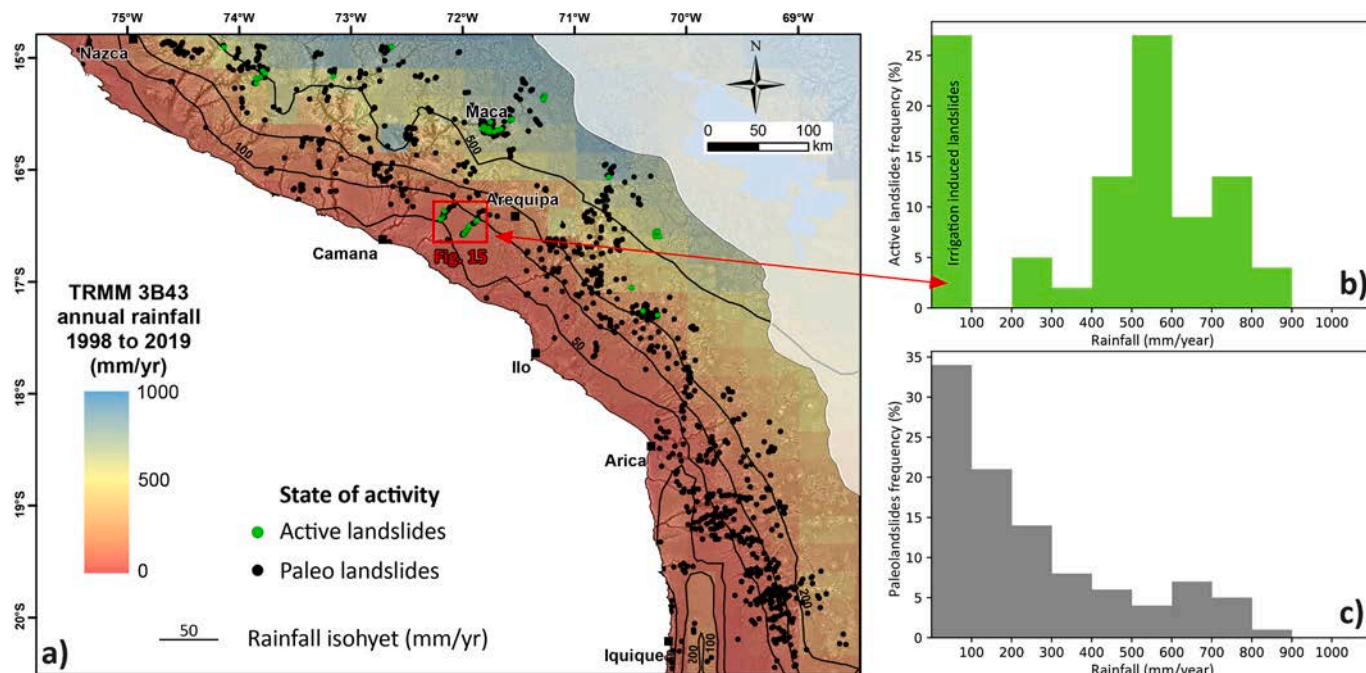 75°W 74°W 73°W 72°W 71°W 70°W 69°W
15°S
16°S
17°S
18°S
19°S
20°S
Nazca
Maca
N
0 50 100
km
500
100
Arequipa
Camana
Fig. 15
Ilo
50
Arica
200
200
100
Iquique
TRMM 3B43
annual rainfall
1998 to 2019
(mm/yr)
1000
500
0
State of activity
Active landslides
Paleo landslides
50
Rainfall isohyet (mm/yr)
a)
Active landslides frequency (%)
25
20
15
10
5
0
Irrigation induced landslides
100 200 300 400 500 600 700 800 900 1000
Rainfall (mm/year)
b)
Paleolandslides frequency (%)
35
30
25
20
15
10
5
0
100 200 300 400 500 600 700 800 900 1000
Rainfall (mm/year)
c)